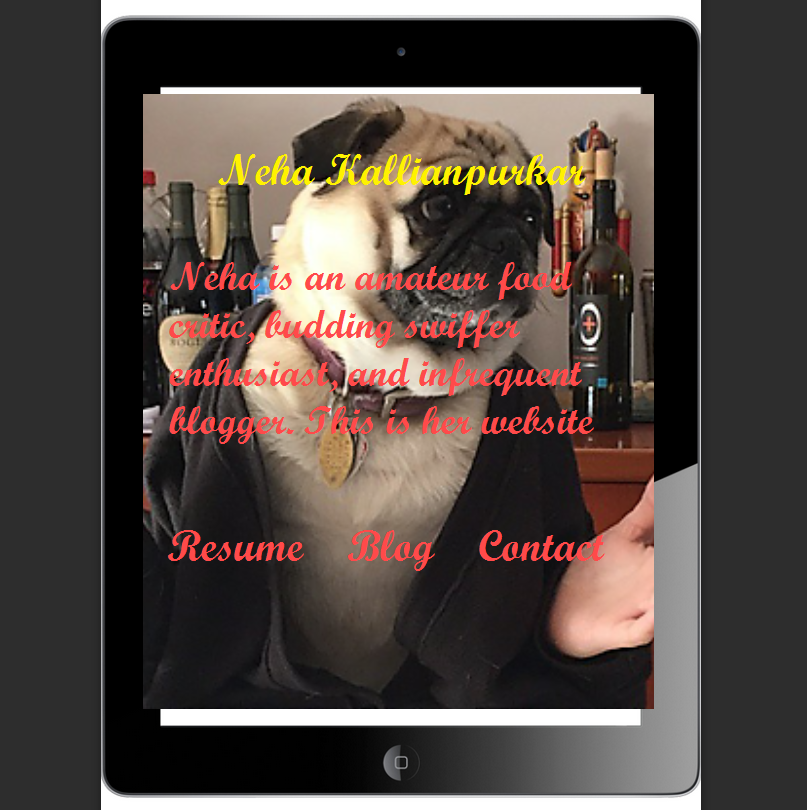 Neha Kallianpurkar
Neha is an amateur food
critic, budding swiffer
enthusiast, and infrequent
blogger. This is her website
Resume Blog Contact